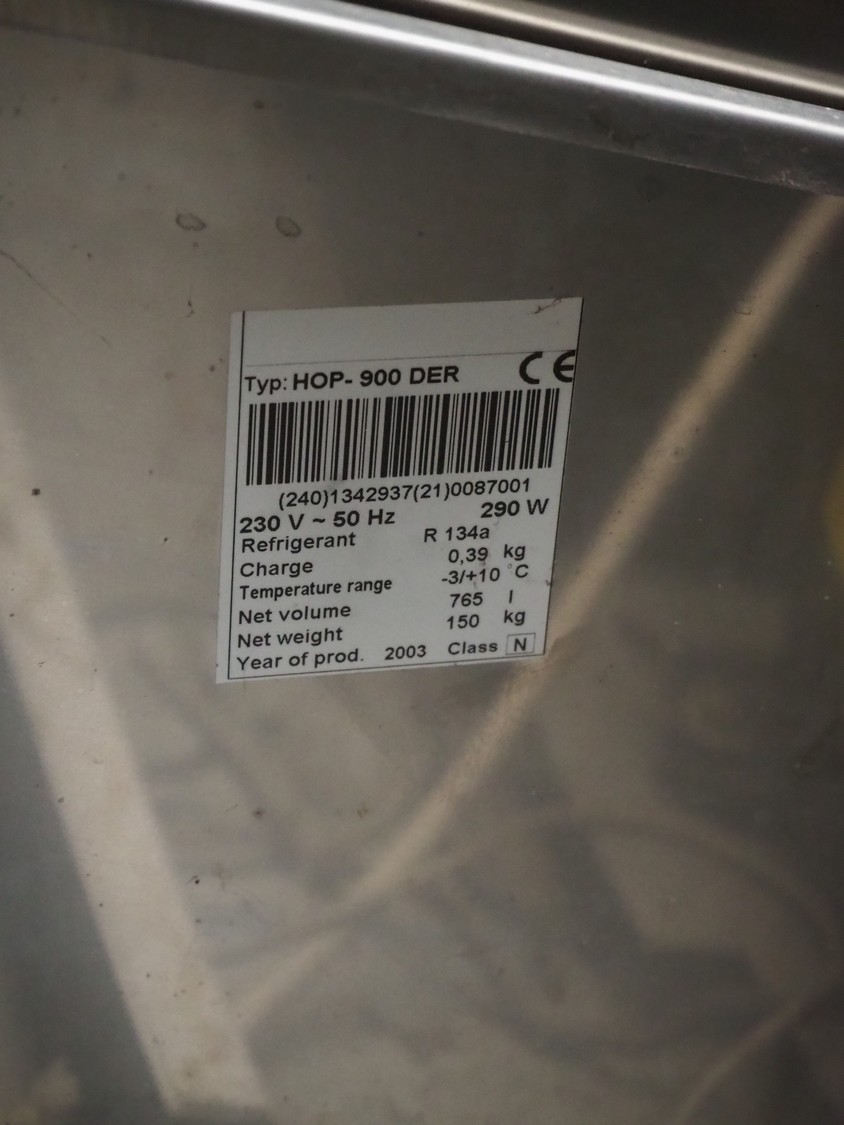 Typ: HOP- 900 DER CE
(240)1342937(21)0087001
230 V ~ 50 Hz 290 W
Refrigerant R 134a
Charge 0,39 kg
Temperature range -3/+10 °C
Net volume 765 l
Net weight 150 kg
Year of prod. 2003 Class N